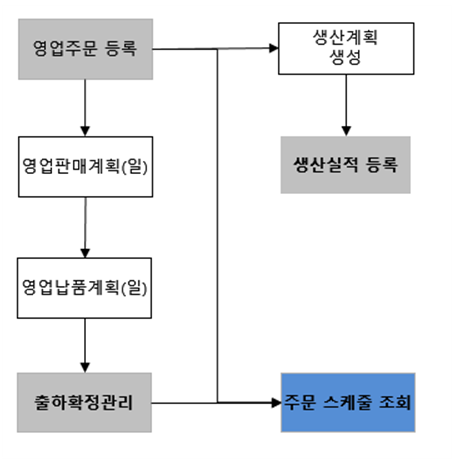 영업주문 등록
생산계획
생성
영업판매계획(일)
생산실적 등록
영업납품계획(일)
출하확정관리
주문 스케줄 조회